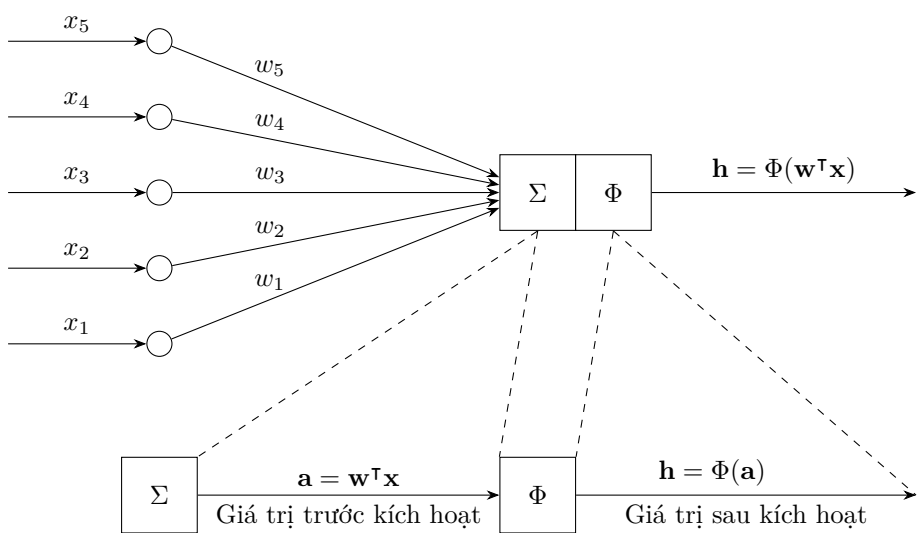 x₅
w₅
x₄
w₄
x₃
w₃
Σ
Φ
𝐡 = Φ(𝐰ᵀ𝐱)
x₂
w₂
x₁
w₁
Σ
𝐚 = 𝐰ᵀ𝐱
Giá trị trước kích hoạt
Φ
𝐡 = Φ(𝐚)
Giá trị sau kích hoạt